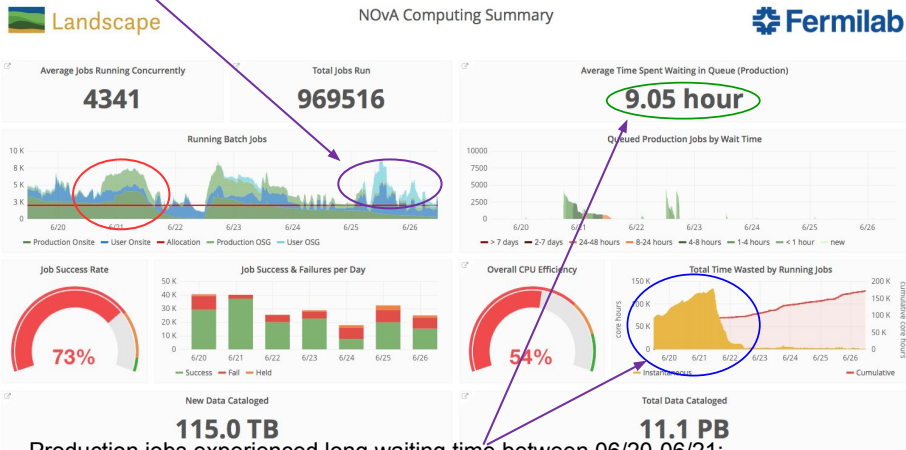 Landscape
NOvA Computing Summary
Fermilab
Average Jobs Running Concurrently
4341
Total Jobs Run
969516
Average Time Spent Waiting in Queue (Production)
9.05 hour
Running Batch Jobs
10 K
8 K
5 K
3 K
0
6/20 6/21 6/22 6/23 6/24 6/25 6/26
Production Onsite User Onsite Allocation Production OSG User OSG
Queued Production Jobs by Wait Time
10000
7500
5000
2500
0
6/20 6/21 6/22 6/23 6/24 6/25 6/26
> 7 days 2-7 days 24-48 hours 8-24 hours 4-8 hours 1-4 hours < 1 hour new
Job Success Rate
73%
Job Success & Failures per Day
50 K
40 K
30 K
20 K
10 K
0
6/20 6/21 6/22 6/23 6/24 6/25 6/26
Success Fail Held
Overall CPU Efficiency
54%
Total Time Wasted by Running Jobs
core hours
150 K
100 K
50 K
0
200 K
150 K
100 K
50 K
0
cumulative core hours
6/20 6/21 6/22 6/23 6/24 6/25 6/26
Instantaneous Cumulative
New Data Cataloged
115.0 TB
Total Data Cataloged
11.1 PB
Production jobs experienced long waiting time between 06/20-06/21: